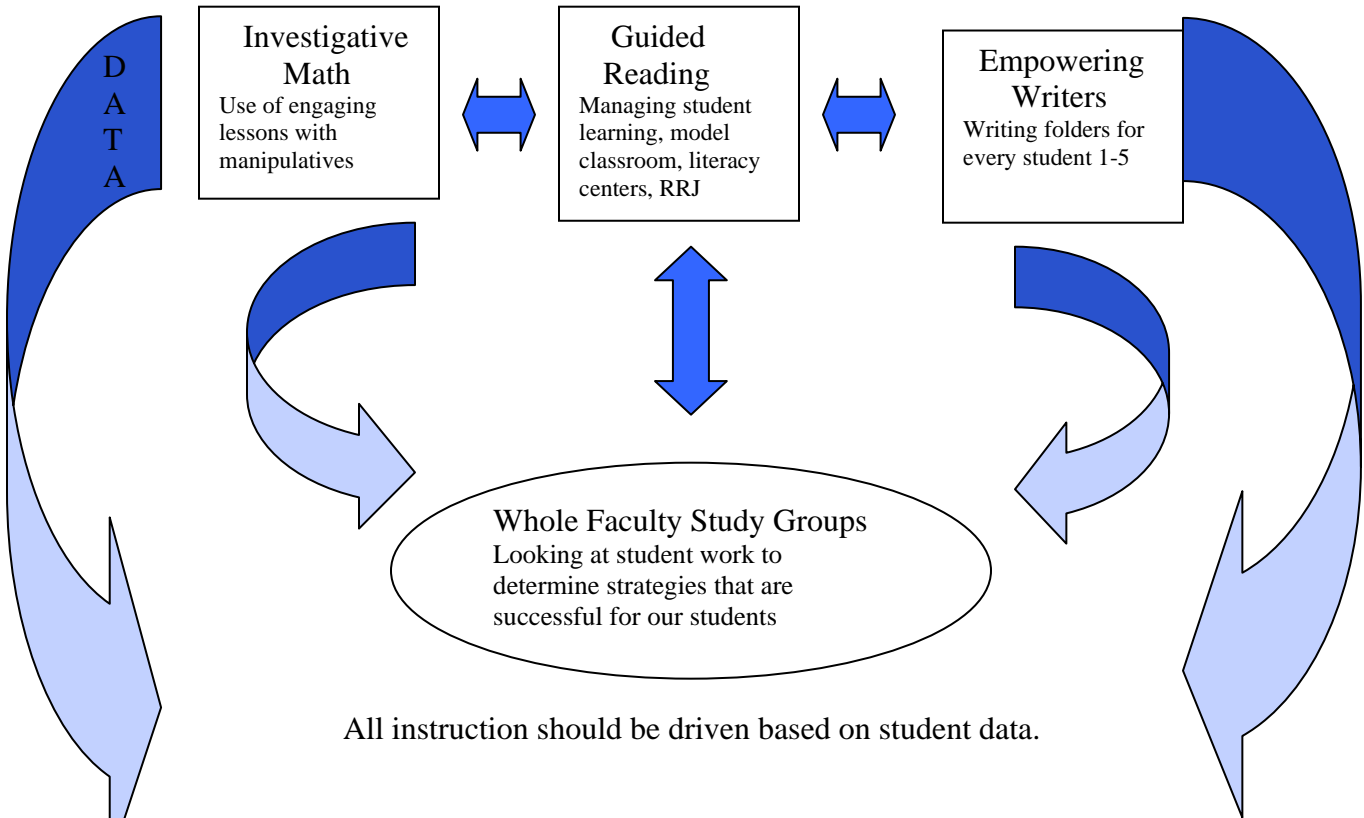 D
A
T
A
Investigative
Math
Use of engaging
lessons with
manipulatives
Guided
Reading
Managing student
learning, model
classroom, literacy
centers, RRJ
Empowering
Writers
Writing folders for
every student 1-5
Whole Faculty Study Groups
Looking at student work to
determine strategies that are
successful for our students
All instruction should be driven based on student data.